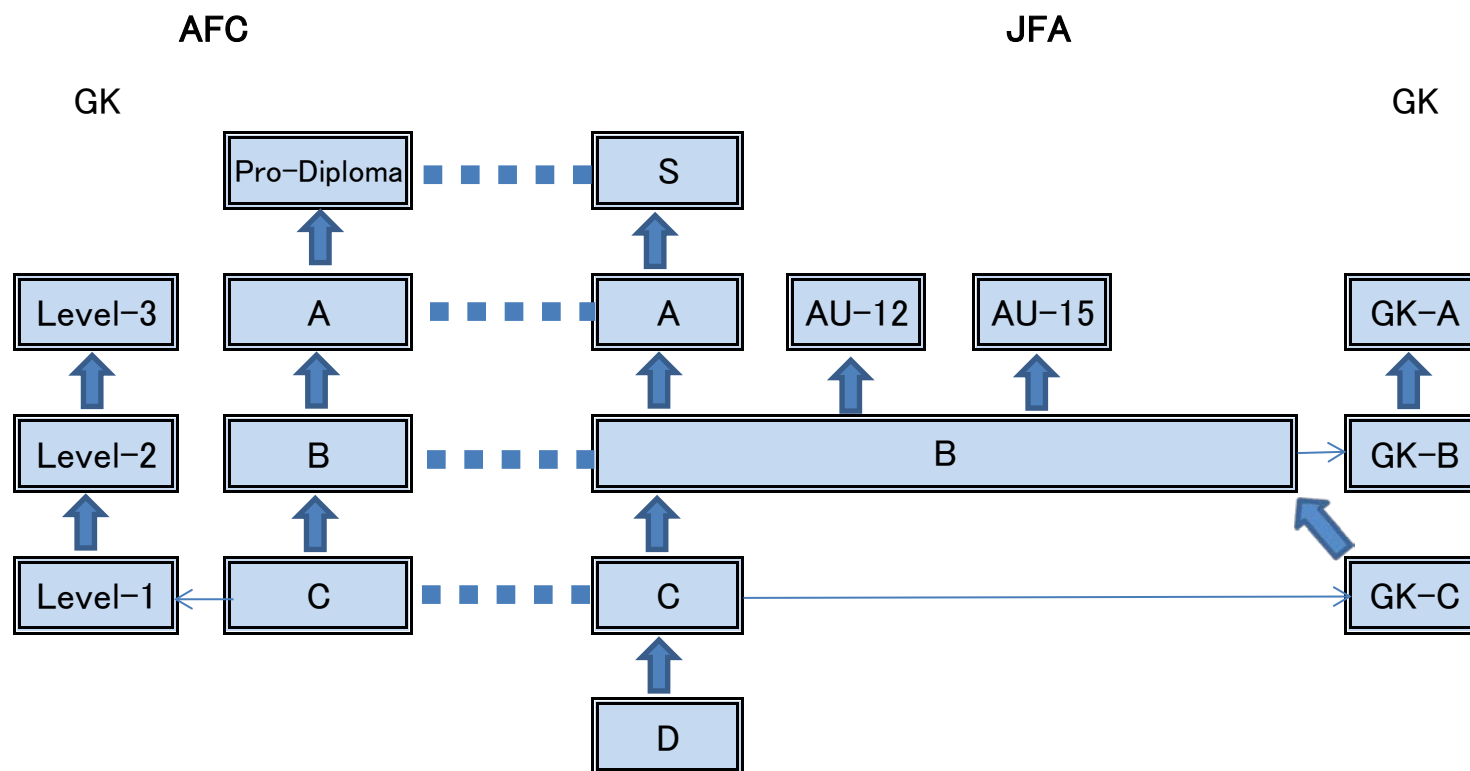 AFC JFA
GK GK
Pro-Diploma S
Level-3 A A AU-12 AU-15 GK-A
Level-2 B B GK-B
Level-1 C C GK-C
D